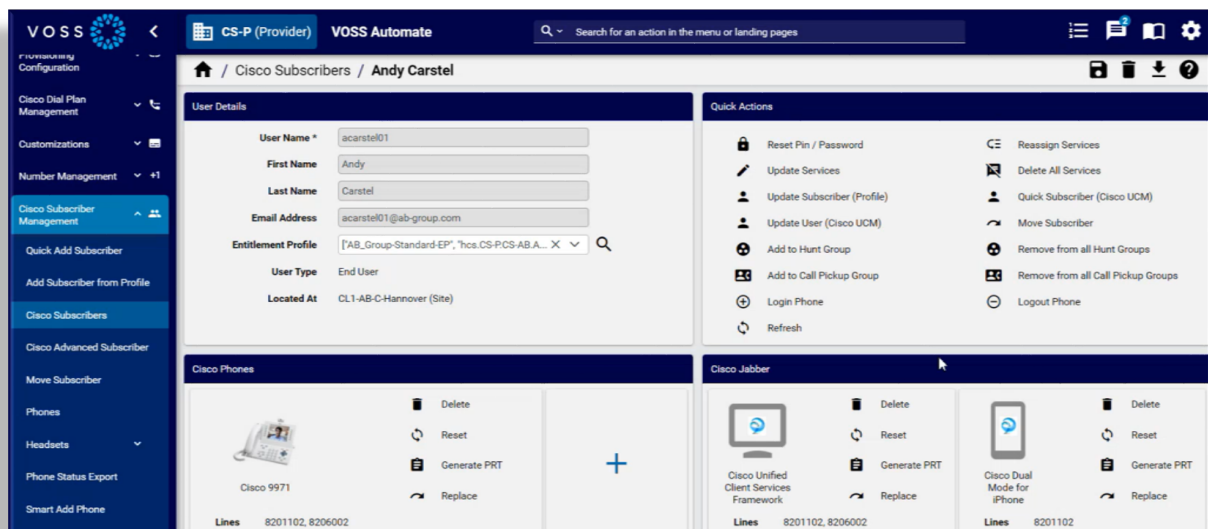 VOSS
CS-P (Provider)
VOSS Automate
Search for an action in the menu or landing pages
2
Provisioning
Configuration
Cisco Dial Plan
Management
Customizations
Number Management
+1
Cisco Subscriber
Management
Quick Add Subscriber
Add Subscriber from Profile
Cisco Subscribers
Cisco Advanced Subscriber
Move Subscriber
Phones
Headsets
Phone Status Export
Smart Add Phone
/ Cisco Subscribers / Andy Carstel
User Details
User Name *
acarstel01
First Name
Andy
Last Name
Carstel
Email Address
acarstel01@ab-group.com
Entitlement Profile
["AB_Group-Standard-EP", "hcs.CS-P.CS-AB.A...
User Type
End User
Located At
CL1-AB-C-Hannover (Site)
Quick Actions
Reset Pin / Password
Reassign Services
Update Services
Delete All Services
Update Subscriber (Profile)
Quick Subscriber (Cisco UCM)
Update User (Cisco UCM)
Move Subscriber
Add to Hunt Group
Remove from all Hunt Groups
Add to Call Pickup Group
Remove from all Call Pickup Groups
Login Phone
Logout Phone
Refresh
Cisco Phones
Cisco 9971
Delete
Reset
Generate PRT
Replace
Lines 8201102, 8206002
Cisco Jabber
Cisco Unified
Client Services
Framework
Delete
Reset
Generate PRT
Replace
Lines 8201102, 8206002
Cisco Dual
Mode for
iPhone
Delete
Reset
Generate PRT
Replace
Lines 8201102